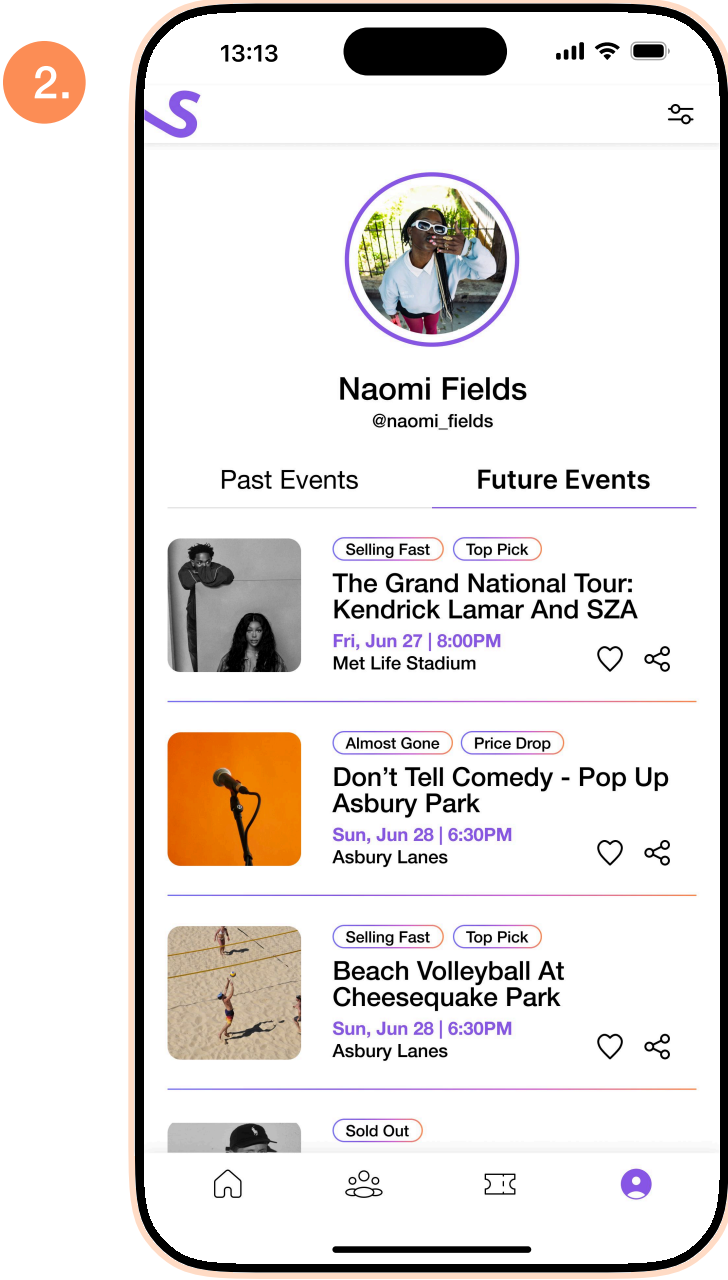 2.
13:13
Naomi Fields
@naomi_fields
Past Events
Future Events
Selling Fast
Top Pick
The Grand National Tour:
Kendrick Lamar And SZA
Fri, Jun 27 | 8:00PM
Met Life Stadium
Almost Gone
Price Drop
Don’t Tell Comedy - Pop Up
Asbury Park
Sun, Jun 28 | 6:30PM
Asbury Lanes
Selling Fast
Top Pick
Beach Volleyball At
Cheesequake Park
Sun, Jun 28 | 6:30PM
Asbury Lanes
Sold Out